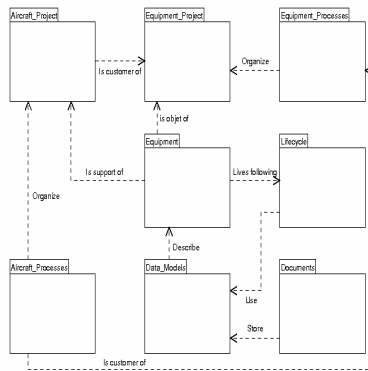 Aircraft_Project
Equipment_Project
Equipment_Processes
Is customer of
Organize
is objet of
Equipment
Lifecycle
Is support of
Lives following
Organize
Describe
Aircraft_Processes
Data_Models
Documents
Use
Store
Is customer of